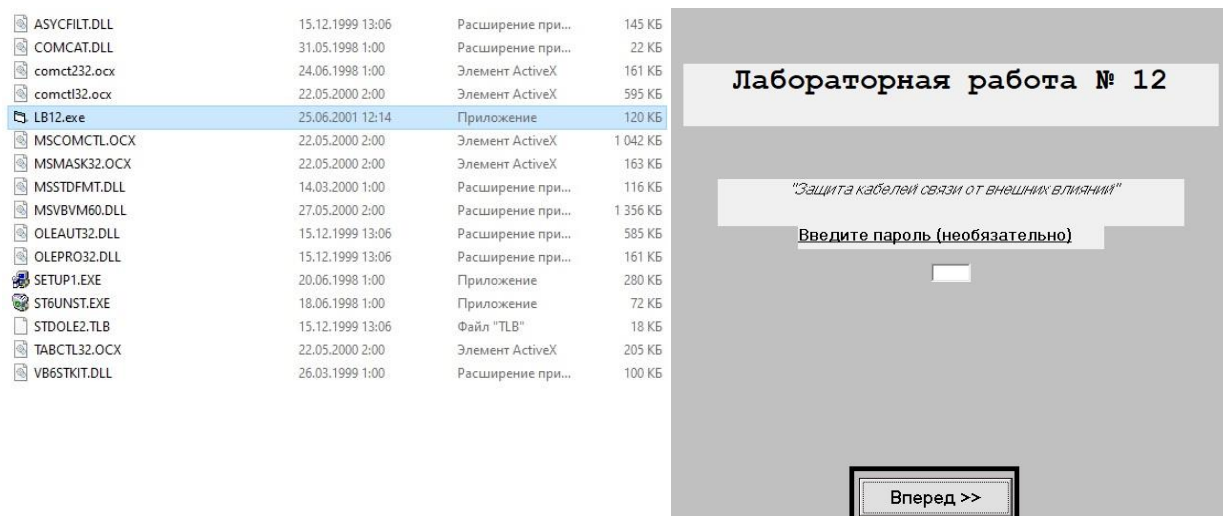 ASYCFILT.DLL 15.12.1999 13:06 Расширение при... 145 КБ
COMCAT.DLL 31.05.1998 1:00 Расширение при... 22 КБ
comct232.ocx 24.06.1998 1:00 Элемент ActiveX 161 КБ
comctl32.ocx 22.05.2000 2:00 Элемент ActiveX 595 КБ
LB12.exe 25.06.2001 12:14 Приложение 120 КБ
MSCOMCTL.OCX 22.05.2000 2:00 Элемент ActiveX 1 042 КБ
MSMASK32.OCX 22.05.2000 2:00 Элемент ActiveX 163 КБ
MSSTDFMT.DLL 14.03.2000 1:00 Расширение при... 116 КБ
MSVBVM60.DLL 27.05.2000 2:00 Расширение при... 1 356 КБ
OLEAUT32.DLL 15.12.1999 13:06 Расширение при... 585 КБ
OLEPRO32.DLL 15.12.1999 13:06 Расширение при... 161 КБ
SETUP1.EXE 20.06.1998 1:00 Приложение 280 КБ
ST6UNST.EXE 18.06.1998 1:00 Приложение 72 КБ
STDOLE2.TLB 15.12.1999 13:06 Файл "TLB" 18 КБ
TABCTL32.OCX 22.05.2000 2:00 Элемент ActiveX 205 КБ
VB6STKIT.DLL 26.03.1999 1:00 Расширение при... 100 КБ
Лабораторная работа № 12
"Защита кабелей связи от внешних влияний"
Введите пароль (необязательно)
Вперед >>